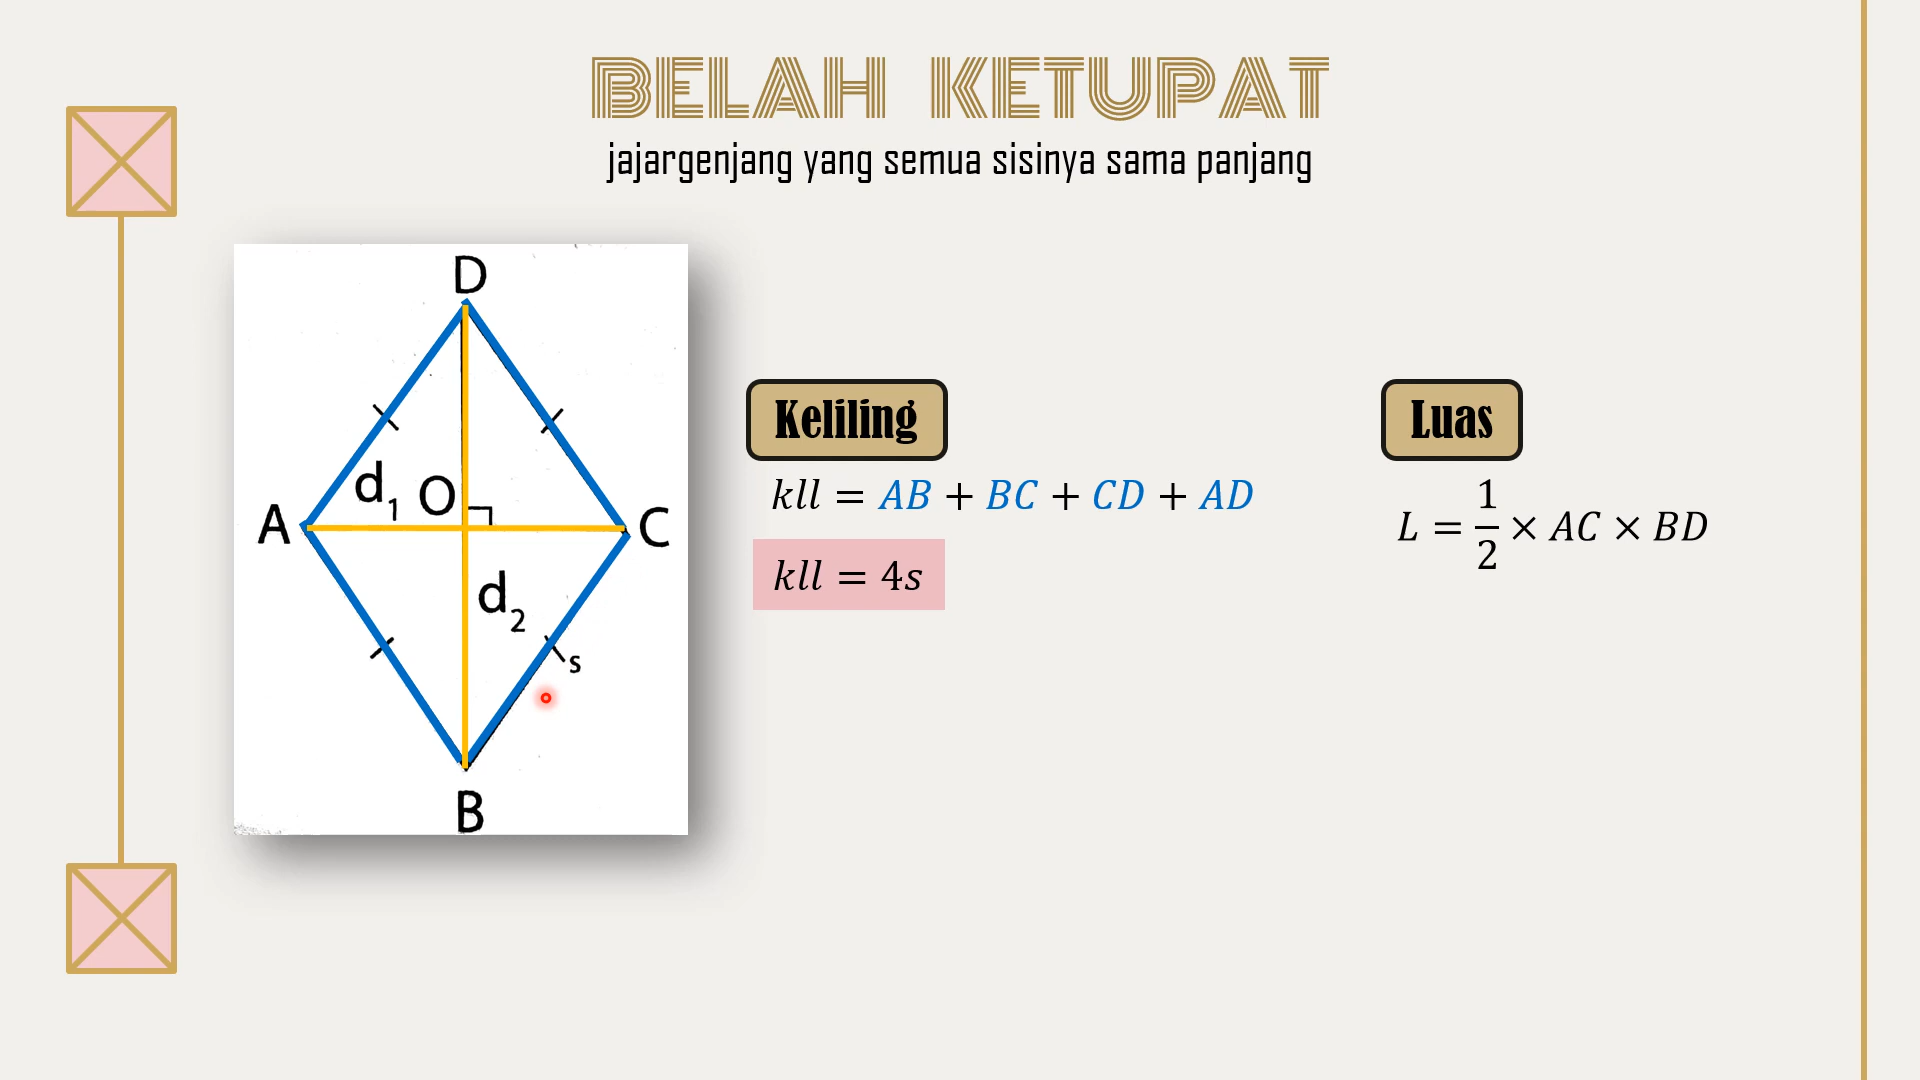 BELAH KETUPAT
jajargenjang yang semua sisinya sama panjang
D
d₁ O
A
C
d₂
s
B
Keliling
kll = AB + BC + CD + AD
kll = 4s
Luas
L = 1/2 × AC × BD